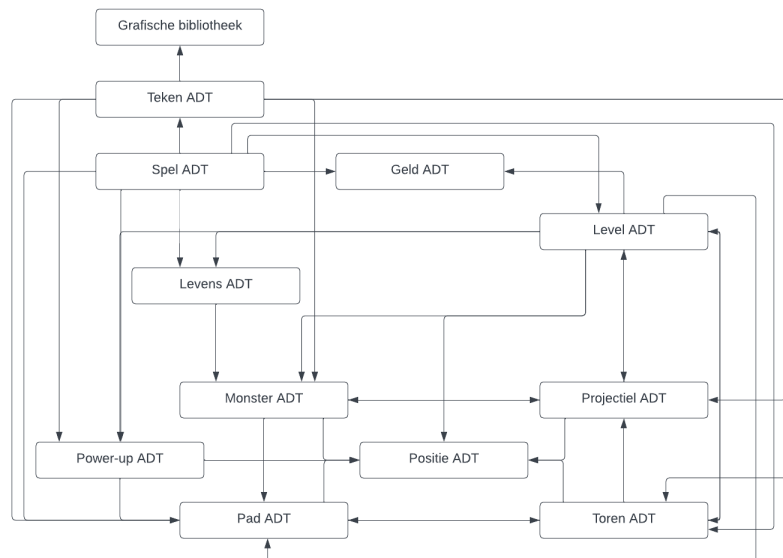 Grafische bibliotheek
Teken ADT
Spel ADT
Geld ADT
Level ADT
Levens ADT
Monster ADT
Projectiel ADT
Power-up ADT
Positie ADT
Pad ADT
Toren ADT